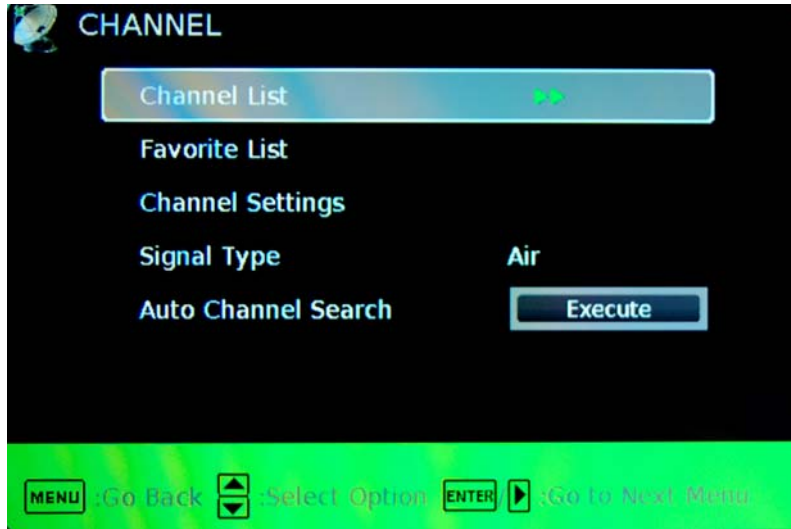 CHANNEL
Channel List
Favorite List
Channel Settings
Signal Type Air
Auto Channel Search Execute
MENU :Go Back :Select Option ENTER/ :Go to Next Menu